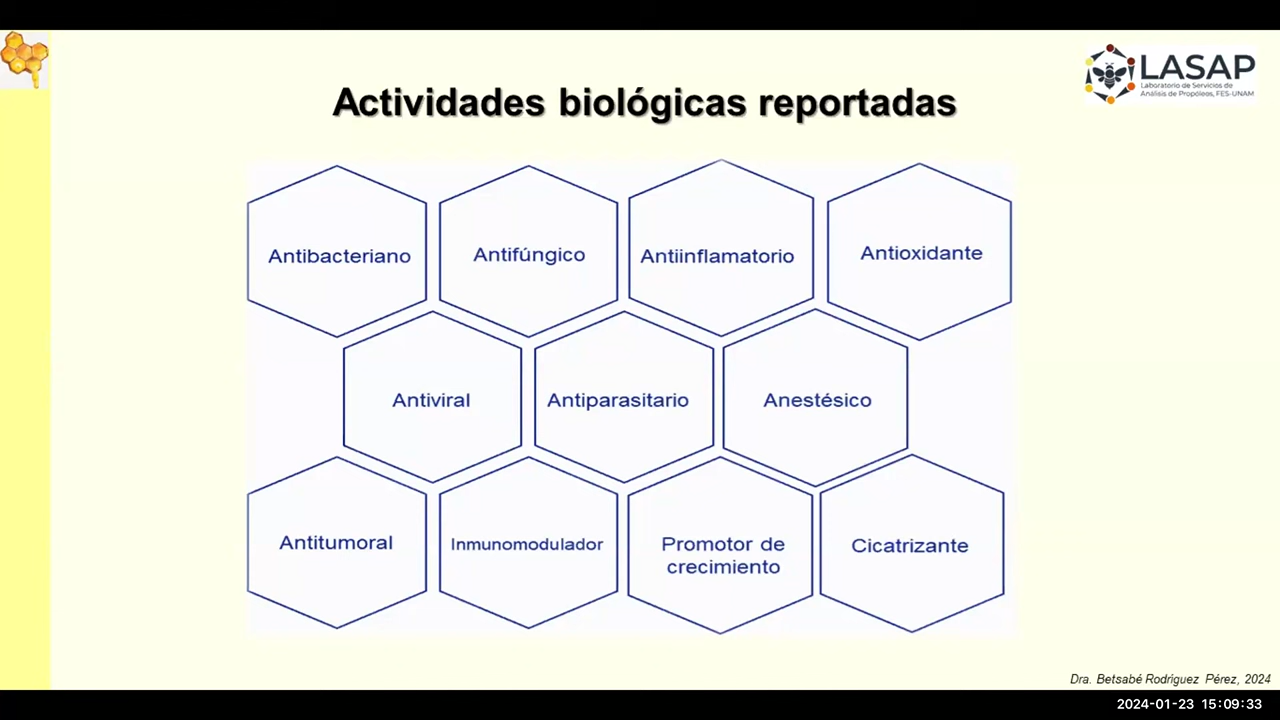 LASAP
Laboratorio de Servicios de
Análisis de Propóleos, FES-UNAM
Actividades biológicas reportadas
Antibacteriano
Antifúngico
Antiinflamatorio
Antioxidante
Antiviral
Antiparasitario
Anestésico
Antitumoral
Inmunomodulador
Promotor de
crecimiento
Cicatrizante
Dra. Betsabé Rodríguez Pérez, 2024
2024-01-23 15:09:33